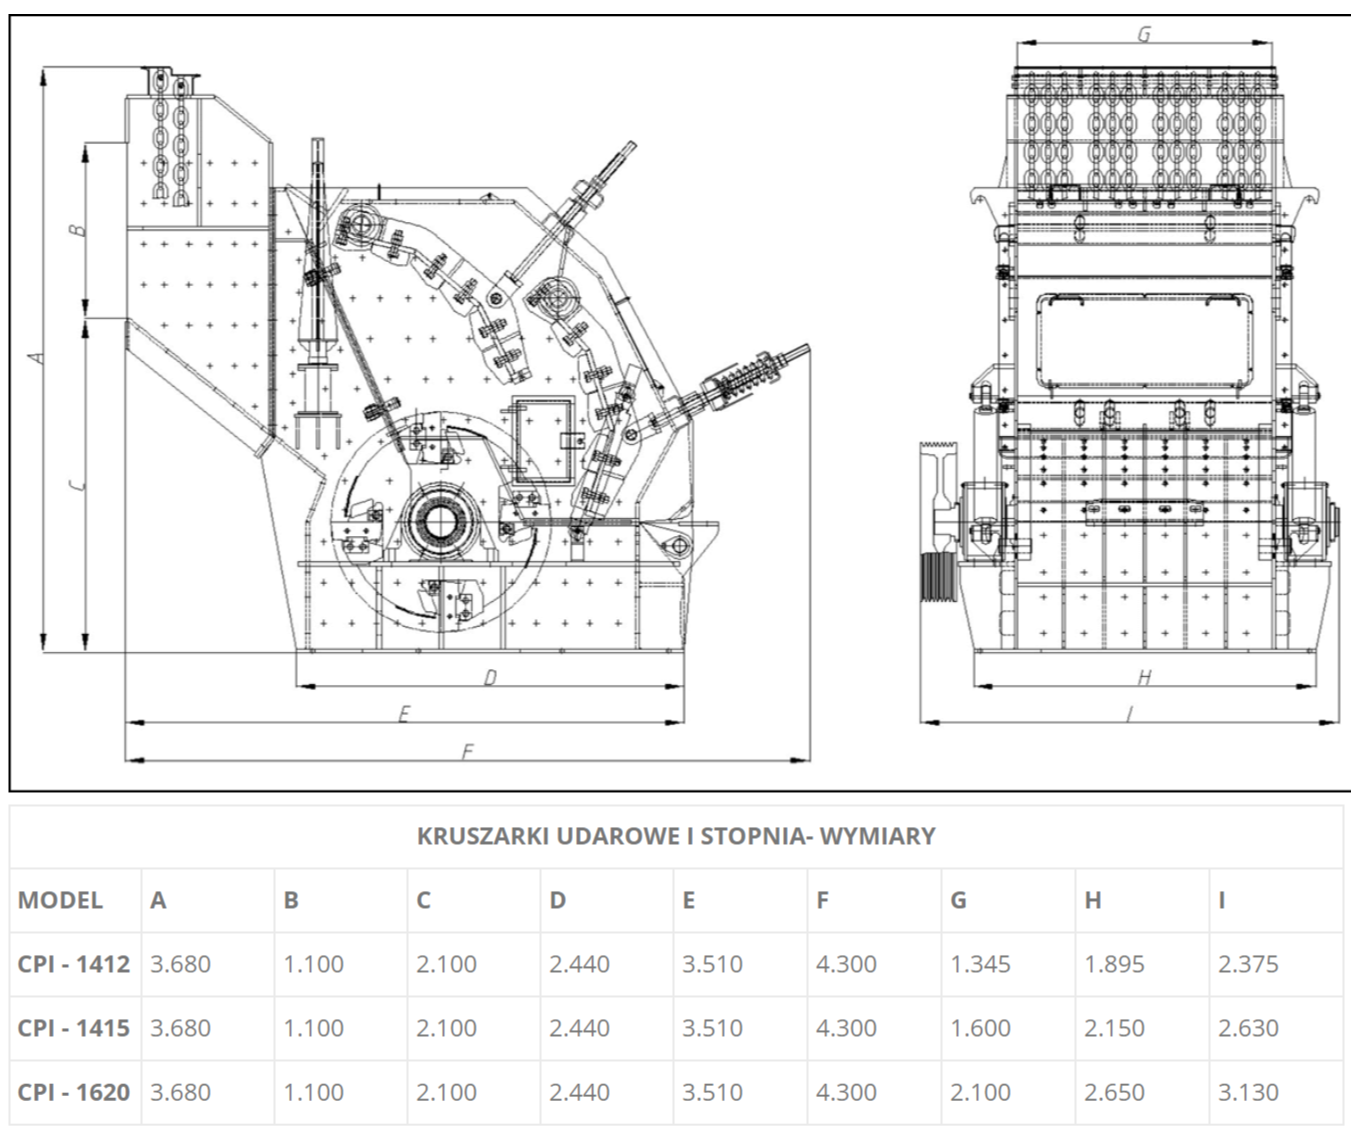 G
B
A
C
D
H
E
I
F
KRUSZARKI UDAROWE I STOPNIA- WYMIARY
MODEL A B C D E F G H I
CPI - 1412 3.680 1.100 2.100 2.440 3.510 4.300 1.345 1.895 2.375
CPI - 1415 3.680 1.100 2.100 2.440 3.510 4.300 1.600 2.150 2.630
CPI - 1620 3.680 1.100 2.100 2.440 3.510 4.300 2.100 2.650 3.130